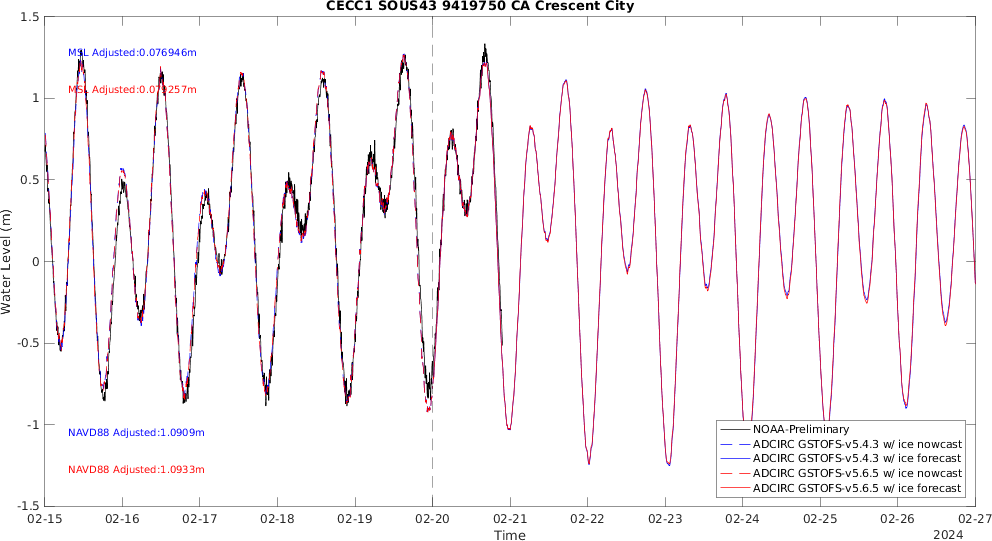 CECC1 SOUS43 9419750 CA Crescent City
1.5
1
0.5
0
-0.5
-1
-1.5
Water Level (m)
MSL Adjusted:0.076946m
MSL Adjusted:0.079257m
NAVD88 Adjusted:1.0909m
NAVD88 Adjusted:1.0933m
NOAA-Preliminary
ADCIRC GSTOFS-v5.4.3 w/ ice nowcast
ADCIRC GSTOFS-v5.4.3 w/ ice forecast
ADCIRC GSTOFS-v5.6.5 w/ ice nowcast
ADCIRC GSTOFS-v5.6.5 w/ ice forecast
02-15 02-16 02-17 02-18 02-19 02-20 02-21 02-22 02-23 02-24 02-25 02-26 02-27
Time
2024